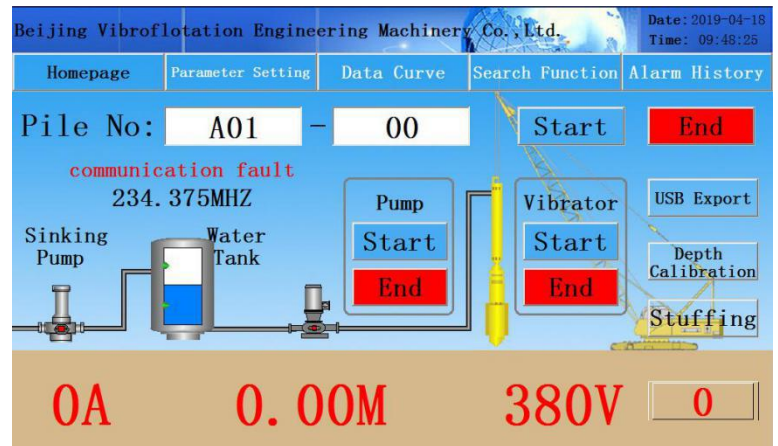 Beijing Vibroflotation Engineering Machinery Co.,Ltd.
Date:2019-04-18
Time: 09:48:25
Homepage
Parameter Setting
Data Curve
Search Function
Alarm History
Pile No:
A01
-
00
Start
End
communication fault
234.375MHZ
Sinking
Pump
Water
Tank
Pump
Start
End
Vibrator
Start
End
USB Export
Depth
Calibration
Stuffing
0A
0.00M
380V
0